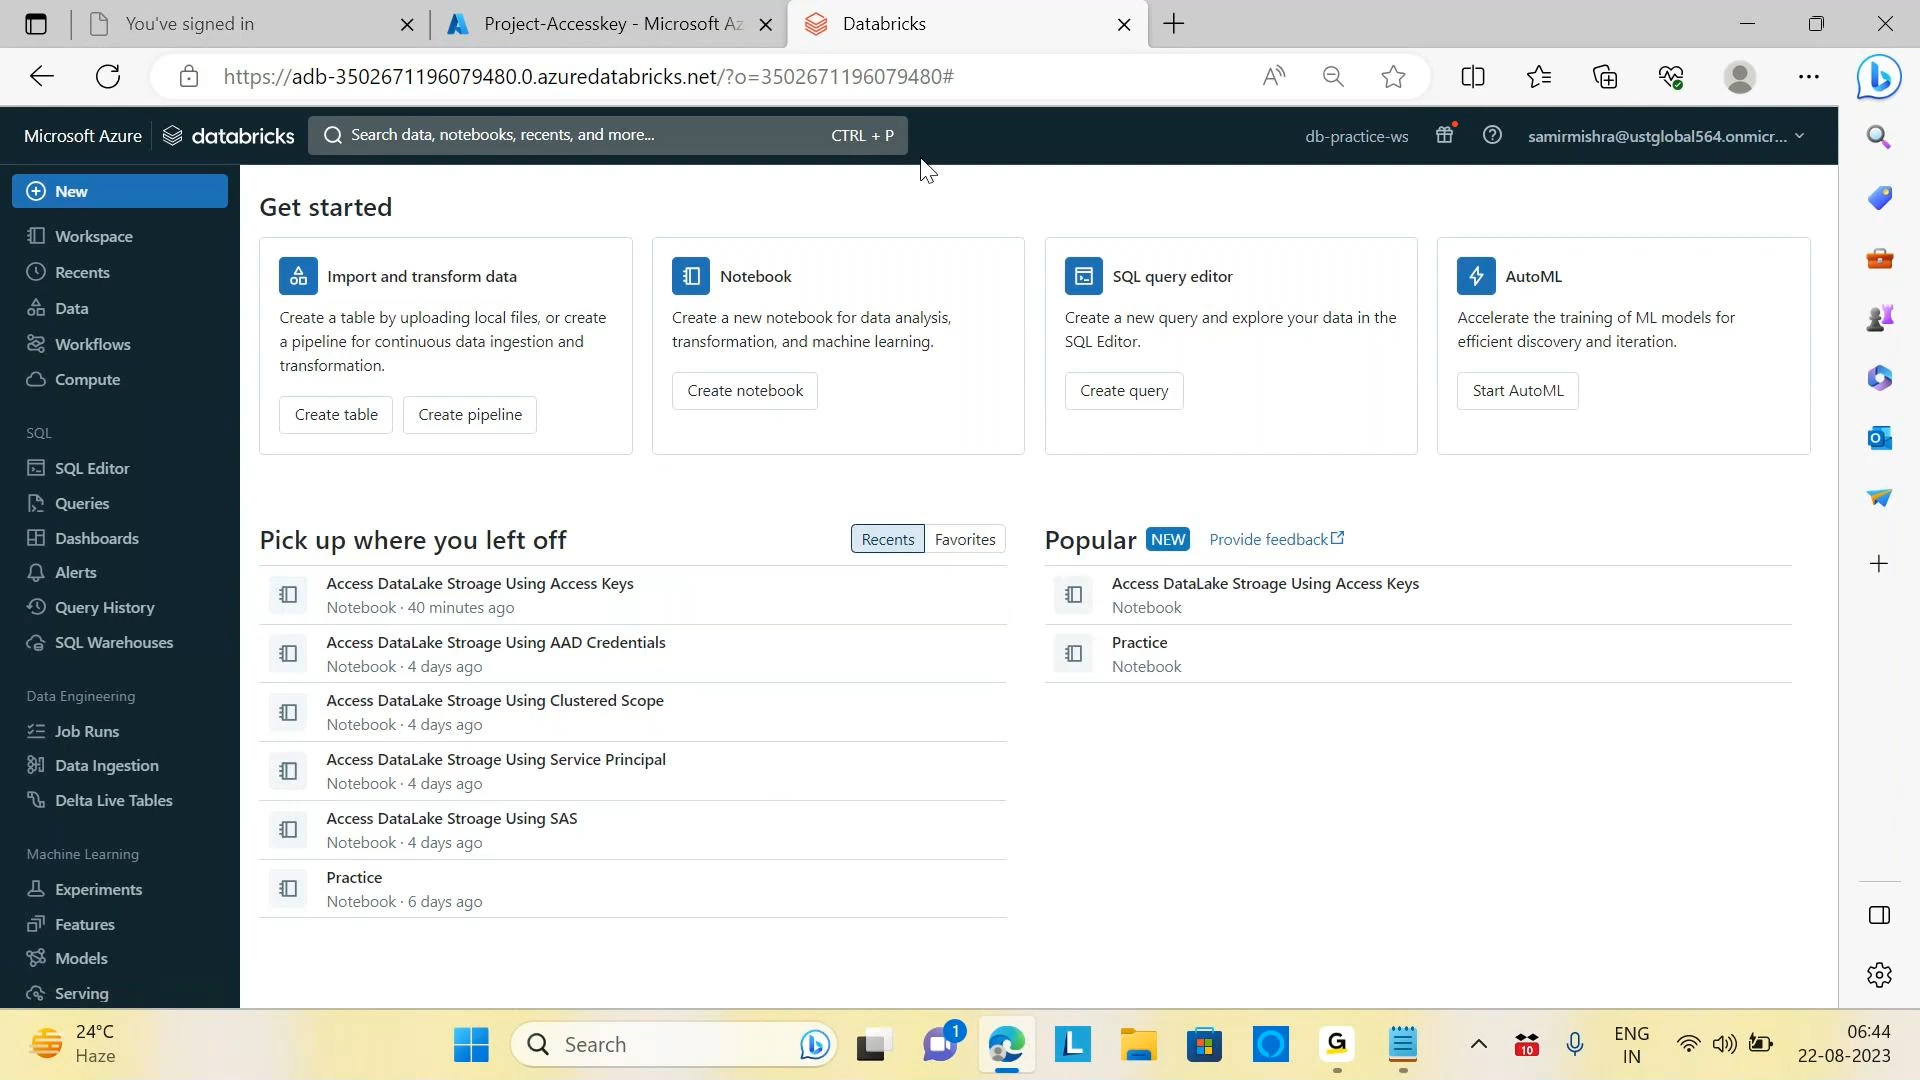 You've signed in
Project-Accesskey - Microsoft Az
Databricks
https://adb-3502671196079480.0.azuredatabricks.net/?o=3502671196079480#
Microsoft Azure
databricks
Search data, notebooks, recents, and more...
CTRL + P
db-practice-ws
samirmishra@ustglobal564.onmicr...
New
Workspace
Recents
Data
Workflows
Compute
SQL
SQL Editor
Queries
Dashboards
Alerts
Query History
SQL Warehouses
Data Engineering
Job Runs
Data Ingestion
Delta Live Tables
Machine Learning
Experiments
Features
Models
Serving
Get started
Import and transform data
Create a table by uploading local files, or create
a pipeline for continuous data ingestion and
transformation.
Create table
Create pipeline
Notebook
Create a new notebook for data analysis,
transformation, and machine learning.
Create notebook
SQL query editor
Create a new query and explore your data in the
SQL Editor.
Create query
AutoML
Accelerate the training of ML models for
efficient discovery and iteration.
Start AutoML
Pick up where you left off
Recents
Favorites
Access DataLake Stroage Using Access Keys
Notebook · 40 minutes ago
Access DataLake Stroage Using AAD Credentials
Notebook · 4 days ago
Access DataLake Stroage Using Clustered Scope
Notebook · 4 days ago
Access DataLake Stroage Using Service Principal
Notebook · 4 days ago
Access DataLake Stroage Using SAS
Notebook · 4 days ago
Practice
Notebook · 6 days ago
Popular
NEW
Provide feedback
Access DataLake Stroage Using Access Keys
Notebook
Practice
Notebook
24°C
Haze
Search
1
L
G
10
ENG
IN
06:44
22-08-2023